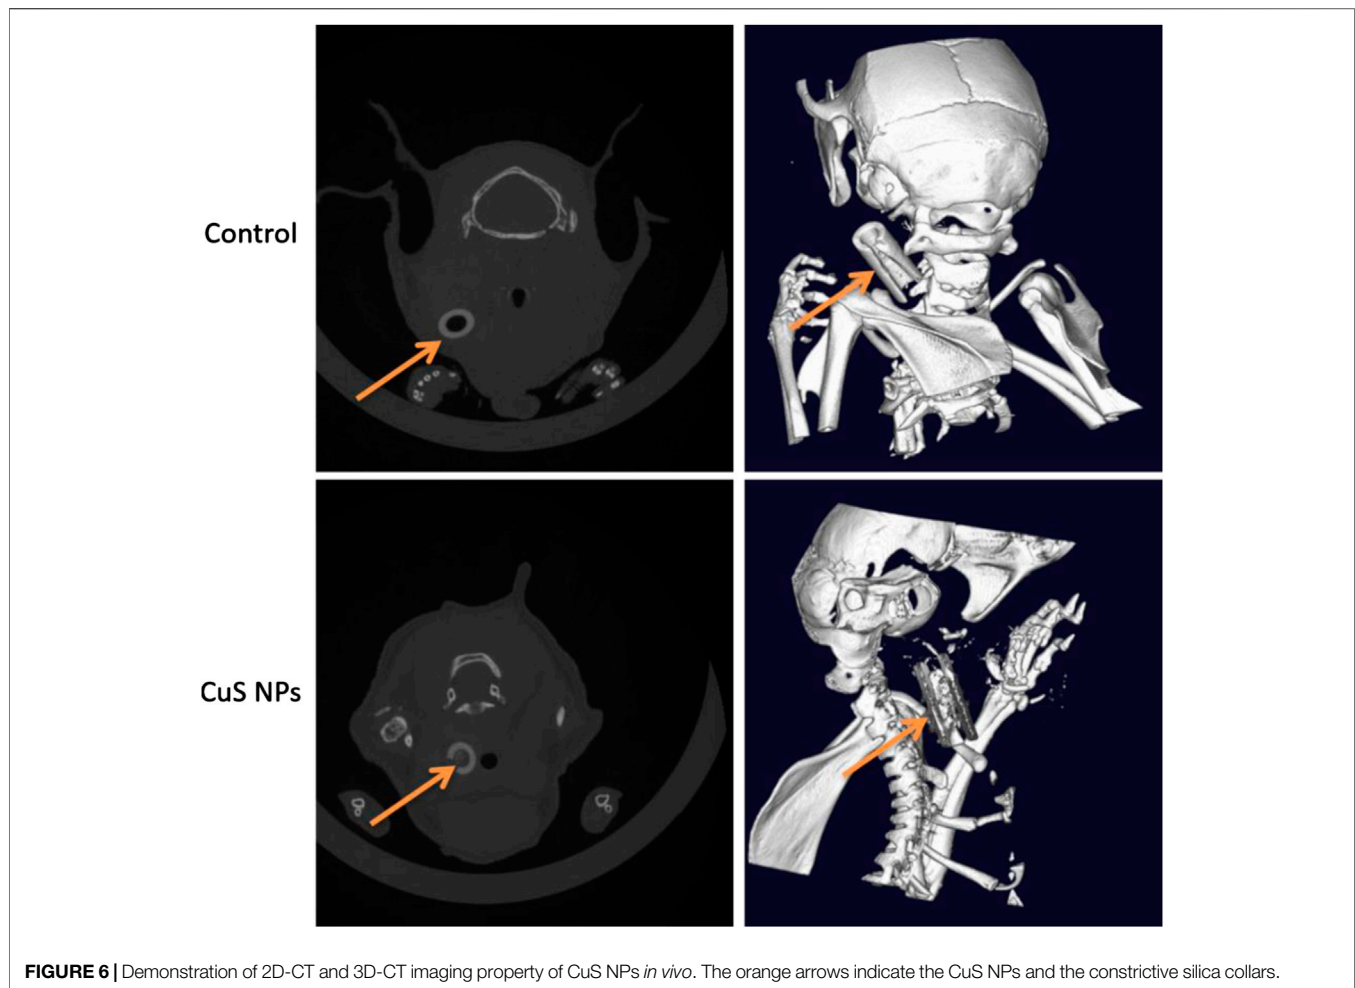 Control
CuS NPs
FIGURE 6 | Demonstration of 2D-CT and 3D-CT imaging property of CuS NPs in vivo. The orange arrows indicate the CuS NPs and the constrictive silica collars.